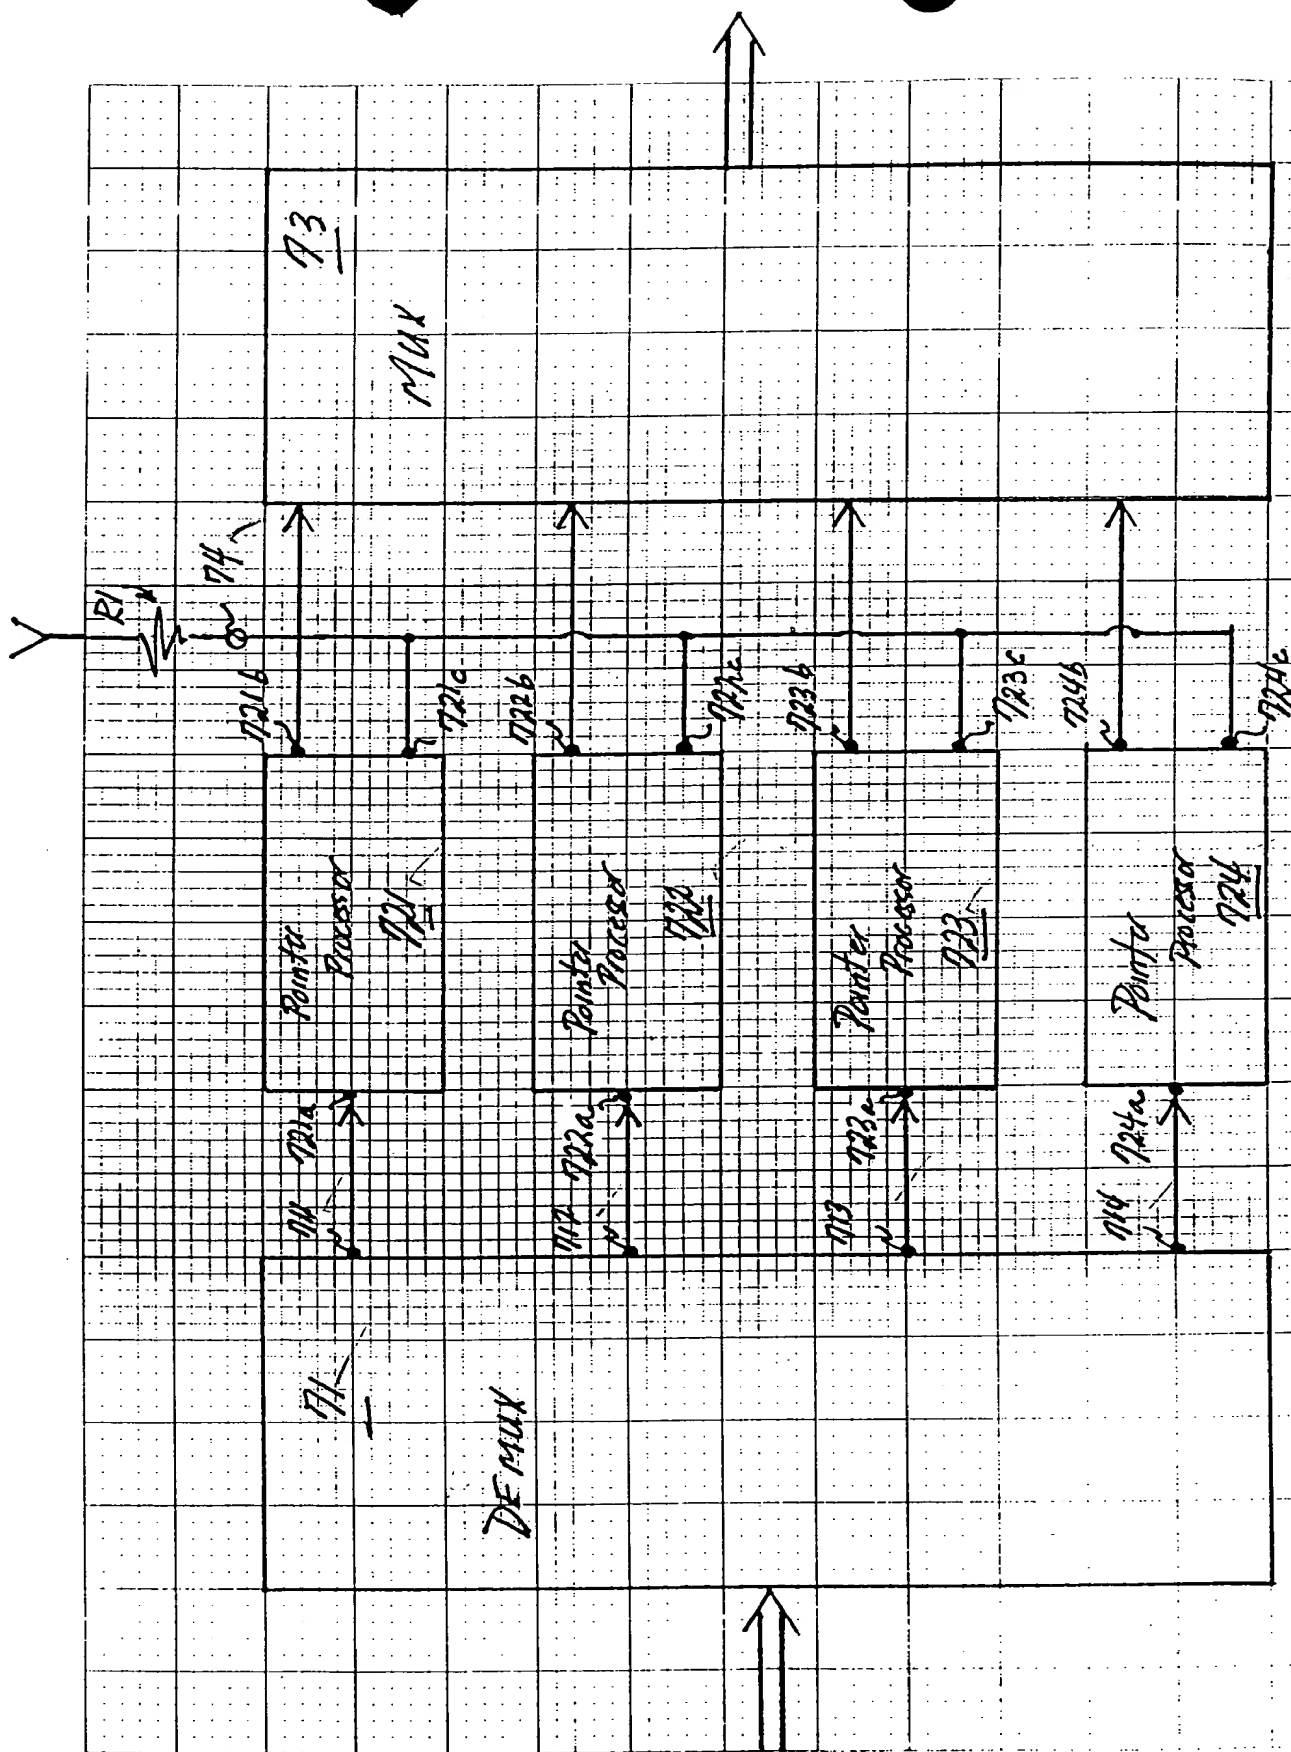 73
MUX
R1
74
721b
721c
722b
722c
723b
723c
724b
724c
Pointer
Processor
721
Pointer
Processor
722
Pointer
Processor
723
Pointer
Processor
724
711
721a
712
722a
713
723a
714
724a
71
DEMUX